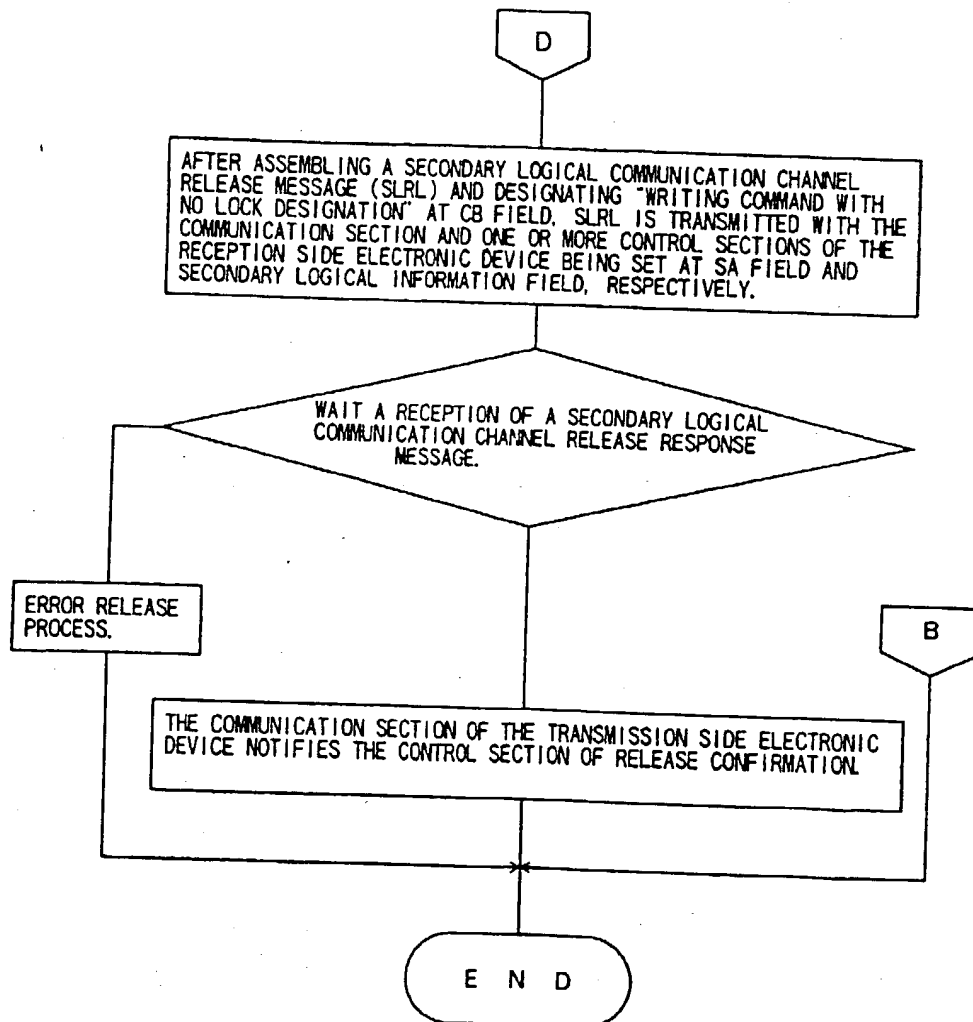 D
AFTER ASSEMBLING A SECONDARY LOGICAL COMMUNICATION CHANNEL
RELEASE MESSAGE (SLRL) AND DESIGNATING "WRITING COMMAND WITH
NO LOCK DESIGNATION" AT CB FIELD, SLRL IS TRANSMITTED WITH THE
COMMUNICATION SECTION AND ONE OR MORE CONTROL SECTIONS OF THE
RECEPTION SIDE ELECTRONIC DEVICE BEING SET AT SA FIELD AND
SECONDARY LOGICAL INFORMATION FIELD, RESPECTIVELY.
WAIT A RECEPTION OF A SECONDARY LOGICAL
COMMUNICATION CHANNEL RELEASE RESPONSE
MESSAGE.
ERROR RELEASE
PROCESS.
B
THE COMMUNICATION SECTION OF THE TRANSMISSION SIDE ELECTRONIC
DEVICE NOTIFIES THE CONTROL SECTION OF RELEASE CONFIRMATION.
E N D